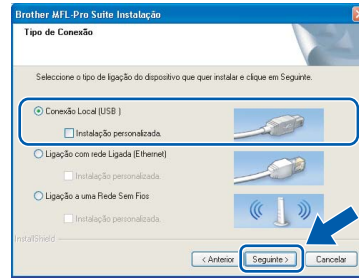 Brother MFL-Pro Suite Instalação
Tipo de Conexão
Seleccione o tipo de ligação do dispositivo que quer instalar e clique em Seguinte.
Conexão Local (USB )
Instalação personalizada.
Ligação com rede Ligada (Ethernet)
Instalação personalizada.
Ligação a uma Rede Sem Fios
Instalação personalizada.
InstallShield
< Anterior
Seguinte >
Cancelar